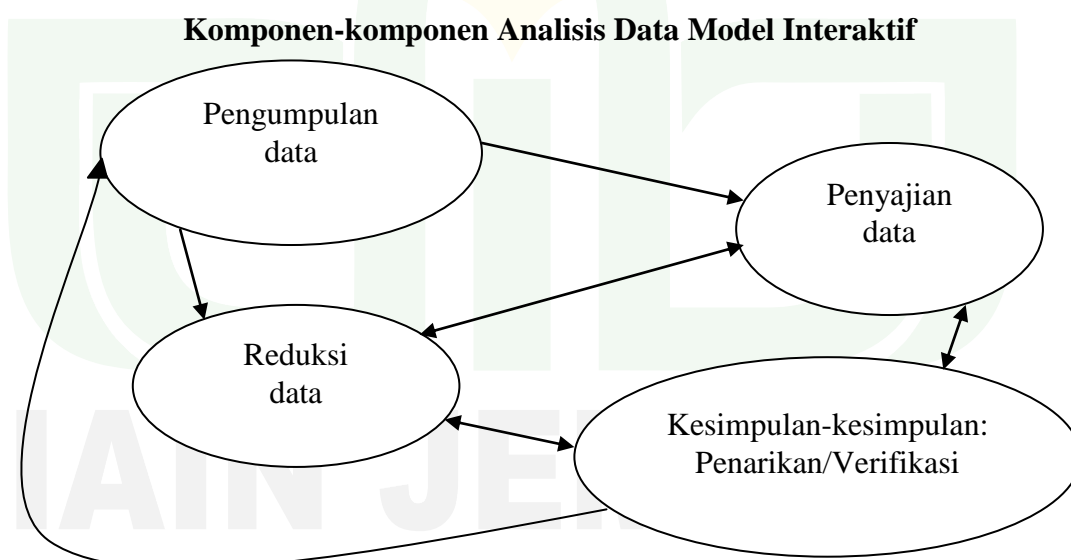 Komponen-komponen Analisis Data Model Interaktif
Pengumpulan
data
Penyajian
data
Reduksi
data
Kesimpulan-kesimpulan:
Penarikan/Verifikasi